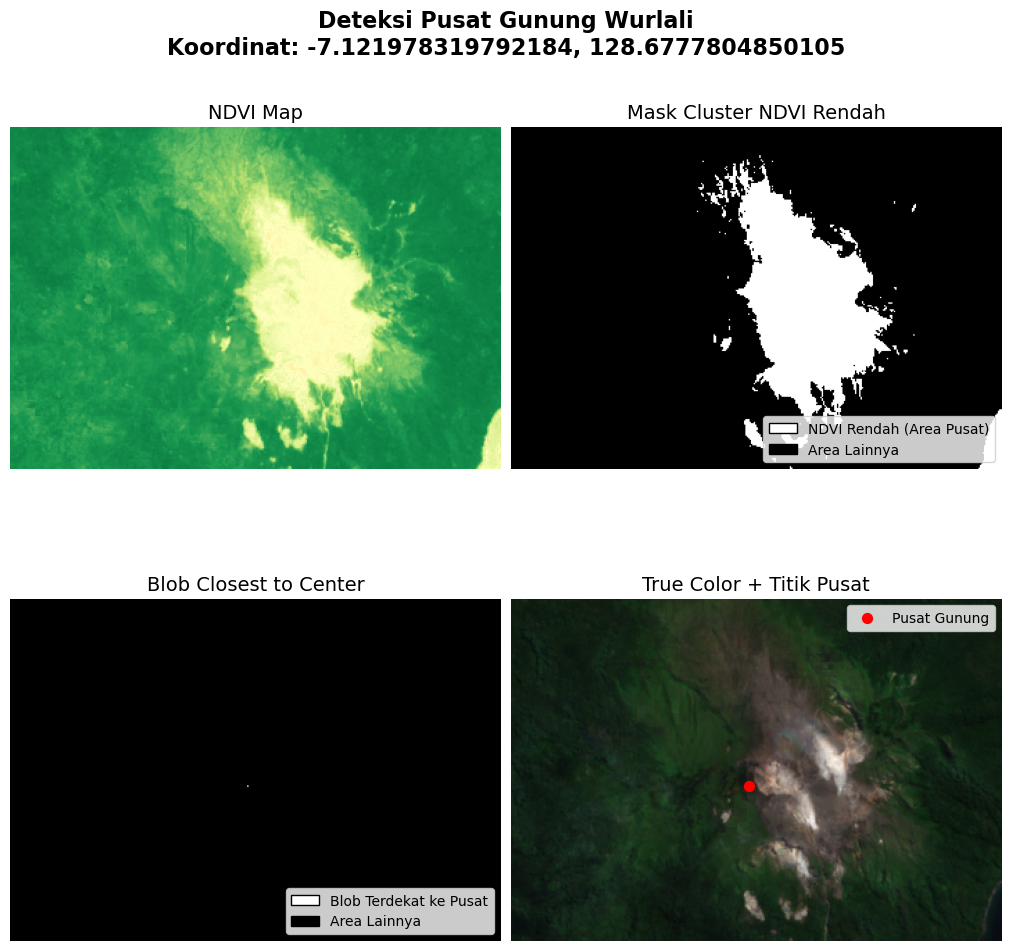 Deteksi Pusat Gunung Wurlali
Koordinat: -7.121978319792184, 128.6777804850105
NDVI Map
Mask Cluster NDVI Rendah
NDVI Rendah (Area Pusat)
Area Lainnya
Blob Closest to Center
True Color + Titik Pusat
Pusat Gunung
Blob Terdekat ke Pusat
Area Lainnya